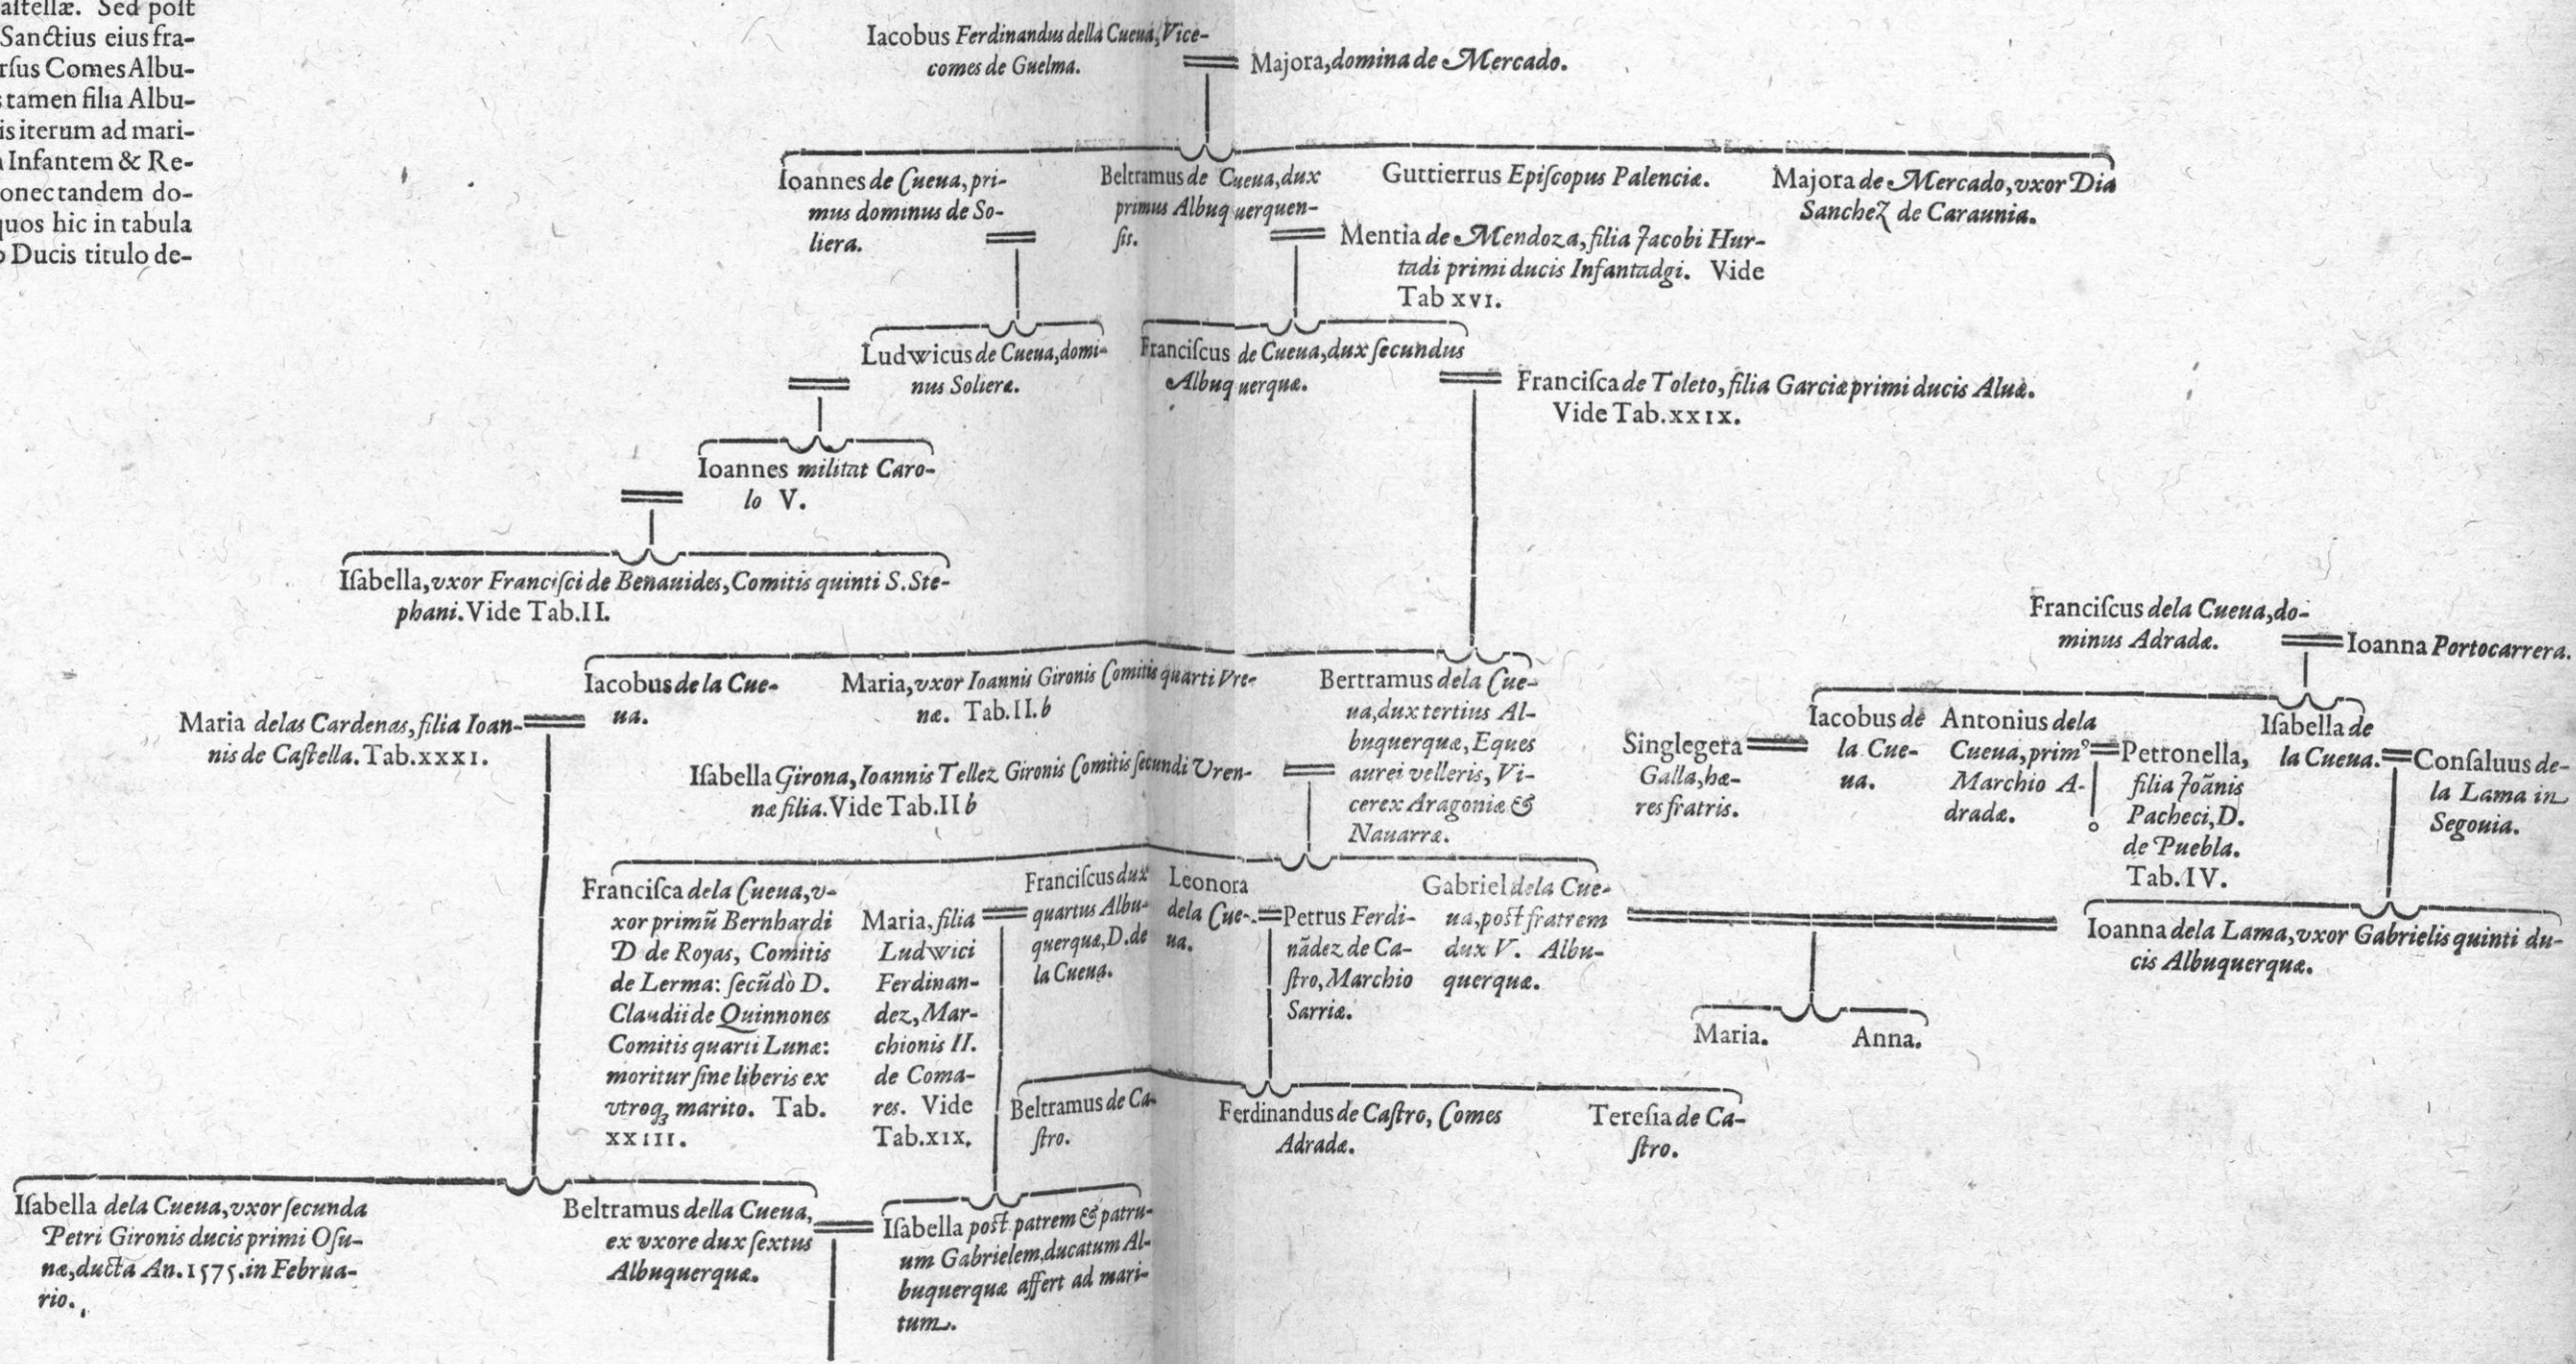 aſtellæ. Sed poſt
Sanctius eius fra-
rſus Comes Albu-
s tamen filia Albu-
is iterum ad mari-
Infantem & Re-
onec tandem do-
quos hic in tabula
o Ducis titulo de-
Iacobus Ferdinandus della Cueua, Vice-
comes de Guelma.
Majora, domina de Mercado.
Ioannes de Cueua, pri-
mus dominus de So-
liera.
Beltramus de Cueua, dux
primus Albuquerquen-
ſis.
Guttierrus Epiſcopus Palenciæ.
Majora de Mercado, vxor Dia
Sanchez de Caraunia.
Mentia de Mendoza, filia Jacobi Hur-
tadi primi ducis Infantadgi. Vide
Tab XVI.
Ludwicus de Cueua, domi-
nus Solieræ.
Franciſcus de Cueua, dux ſecundus
Albuquerquæ.
Franciſca de Toleto, filia Garciæ primi ducis Aluæ.
Vide Tab. XXIX.
Ioannes militat Caro-
lo V.
Iſabella, vxor Franciſci de Benauides, Comitis quinti S. Ste-
phani. Vide Tab. II.
Franciſcus dela Cueua, do-
minus Adradæ.
Ioanna Portocarrera.
Iacobus de la Cue-
ua.
Maria, vxor Ioannis Gironis Comitis quarti Vre-
næ. Tab. II. b
Bertramus dela Cue-
ua, dux tertius Al-
buquerquæ, Eques
aurei velleris, Vi-
cerex Aragoniæ &
Nauarræ.
Maria delas Cardenas, filia Ioan-
nis de Caſtella. Tab. XXXI.
Iſabella Girona, Ioannis Tellez Gironis Comitis ſecundi Vren-
næ filia. Vide Tab. II b
Singlegera
Galla, hæ-
res fratris.
Iacobus de
la Cue-
ua.
Antonius dela
Cueua, primꝰ
Marchio A-
dradæ.
Petronella,
filia Joãnis
Pacheci, D.
de Puebla.
Tab. IV.
Iſabella de
la Cueua.
Conſaluus de-
la Lama in
Segouia.
Franciſca dela Cueua, v-
xor primũ Bernhardi
D de Royas, Comitis
de Lerma: ſecũdò D.
Claudii de Quinnones
Comitis quarti Lunæ:
moritur ſine liberis ex
vtroqꝫ marito. Tab.
XXIII.
Maria, filia
Ludwici
Ferdinan-
dez, Mar-
chionis II.
de Coma-
res. Vide
Tab. XIX.
Franciſcus dux
quartus Albu-
querquæ, D. de
la Cueua.
Leonora
dela Cue-
ua.
Petrus Ferdi-
nãdez de Ca-
ſtro, Marchio
Sarriæ.
Gabriel dela Cue-
ua, poſt fratrem
dux V. Albu-
querquæ.
Ioanna dela Lama, vxor Gabrielis quinti du-
cis Albuquerquæ.
Maria.
Anna.
Beltramus de Ca-
ſtro.
Ferdinandus de Caſtro, Comes
Adradæ.
Tereſia de Ca-
ſtro.
Iſabella dela Cueua, vxor ſecunda
Petri Gironis ducis primi Oſu-
næ, ducta An. 1575. in Februa-
rio.
Beltramus della Cueua,
ex vxore dux ſextus
Albuquerquæ.
Iſabella poſt patrem & patru-
um Gabrielem, ducatum Al-
buquerquæ affert ad mari-
tum.